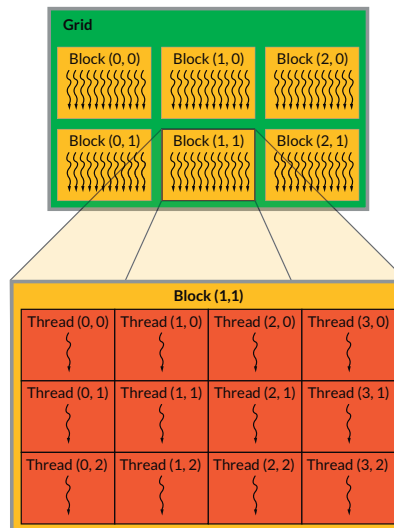 Grid
Block (0, 0) Block (1, 0) Block (2, 0)
Block (0, 1) Block (1, 1) Block (2, 1)
Block (1,1)
Thread (0, 0) Thread (1, 0) Thread (2, 0) Thread (3, 0)
Thread (0, 1) Thread (1, 1) Thread (2, 1) Thread (3, 1)
Thread (0, 2) Thread (1, 2) Thread (2, 2) Thread (3, 2)